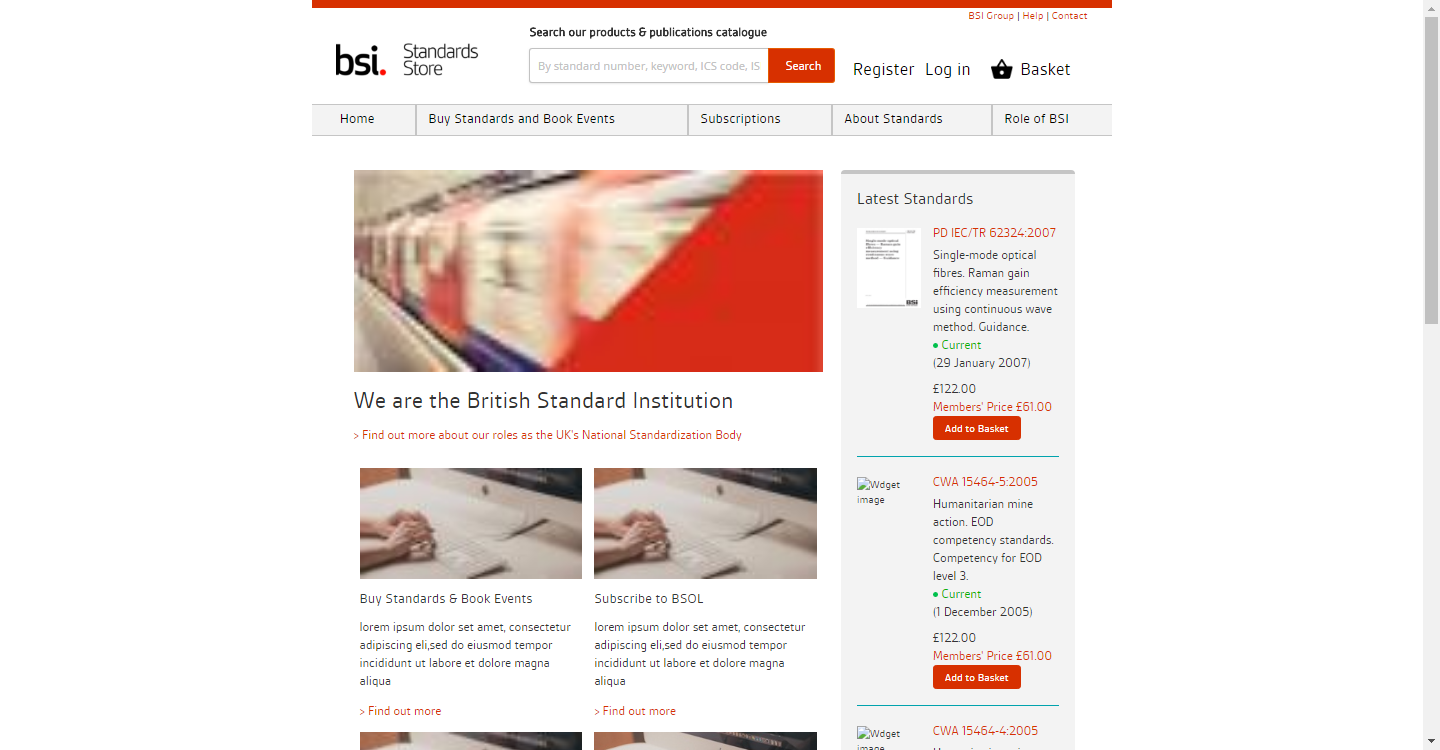 BSI Group | Help | Contact
Search our products & publications catalogue
bsi.
Standards
Store
By standard number, keyword, ICS code, IS
Search
Register
Log in
Basket
Home
Buy Standards and Book Events
Subscriptions
About Standards
Role of BSI
We are the British Standard Institution
> Find out more about our roles as the UK's National Standardization Body
Buy Standards & Book Events
lorem ipsum dolor set amet, consectetur
adipiscing eli,sed do eiusmod tempor
incididunt ut labore et dolore magna
aliqua
> Find out more
Subscribe to BSOL
lorem ipsum dolor set amet, consectetur
adipiscing eli,sed do eiusmod tempor
incididunt ut labore et dolore magna
aliqua
> Find out more
Latest Standards
PD IEC/TR 62324:2007
Single-mode optical
fibres. Raman gain
efficiency measurement
using continuous wave
method. Guidance.
• Current
(29 January 2007)
£122.00
Members' Price £61.00
Add to Basket
Wdget
image
CWA 15464-5:2005
Humanitarian mine
action. EOD
competency standards.
Competency for EOD
level 3.
• Current
(1 December 2005)
£122.00
Members' Price £61.00
Add to Basket
Wdget
image
CWA 15464-4:2005